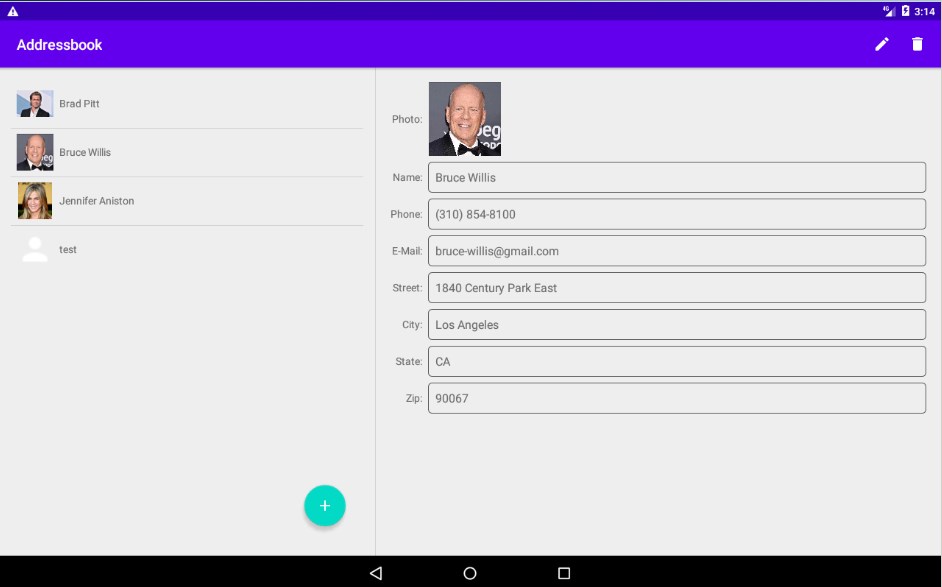 4G 3:14
Addressbook
Brad Pitt
Bruce Willis
Jennifer Aniston
test
+
Photo:
Name: Bruce Willis
Phone: (310) 854-8100
E-Mail: bruce-willis@gmail.com
Street: 1840 Century Park East
City: Los Angeles
State: CA
Zip: 90067